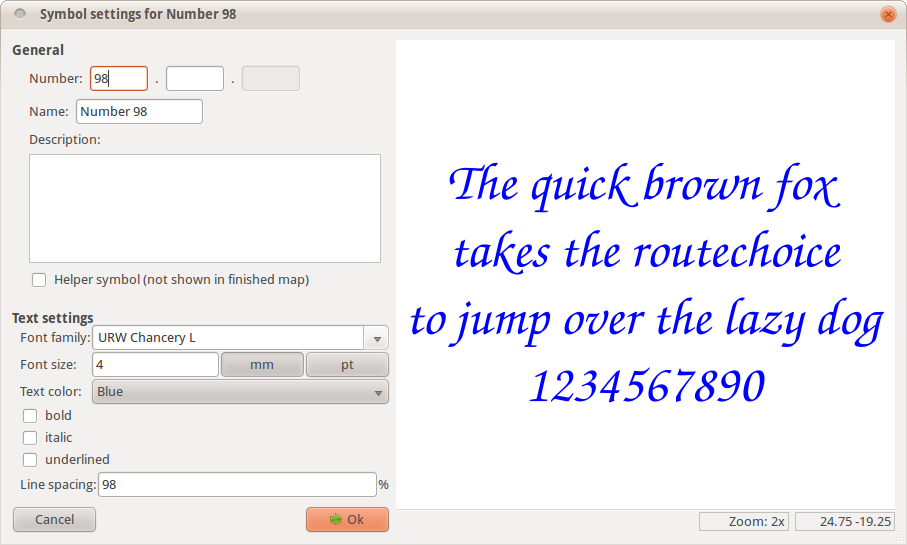 Symbol settings for Number 98
General
Number: 98 . .
Name: Number 98
Description:
Helper symbol (not shown in finished map)
Text settings
Font family: URW Chancery L
Font size: 4 mm pt
Text color: Blue
bold
italic
underlined
Line spacing: 98 %
Cancel Ok
The quick brown fox
takes the routechoice
to jump over the lazy dog
1234567890
Zoom: 2x 24.75 -19.25